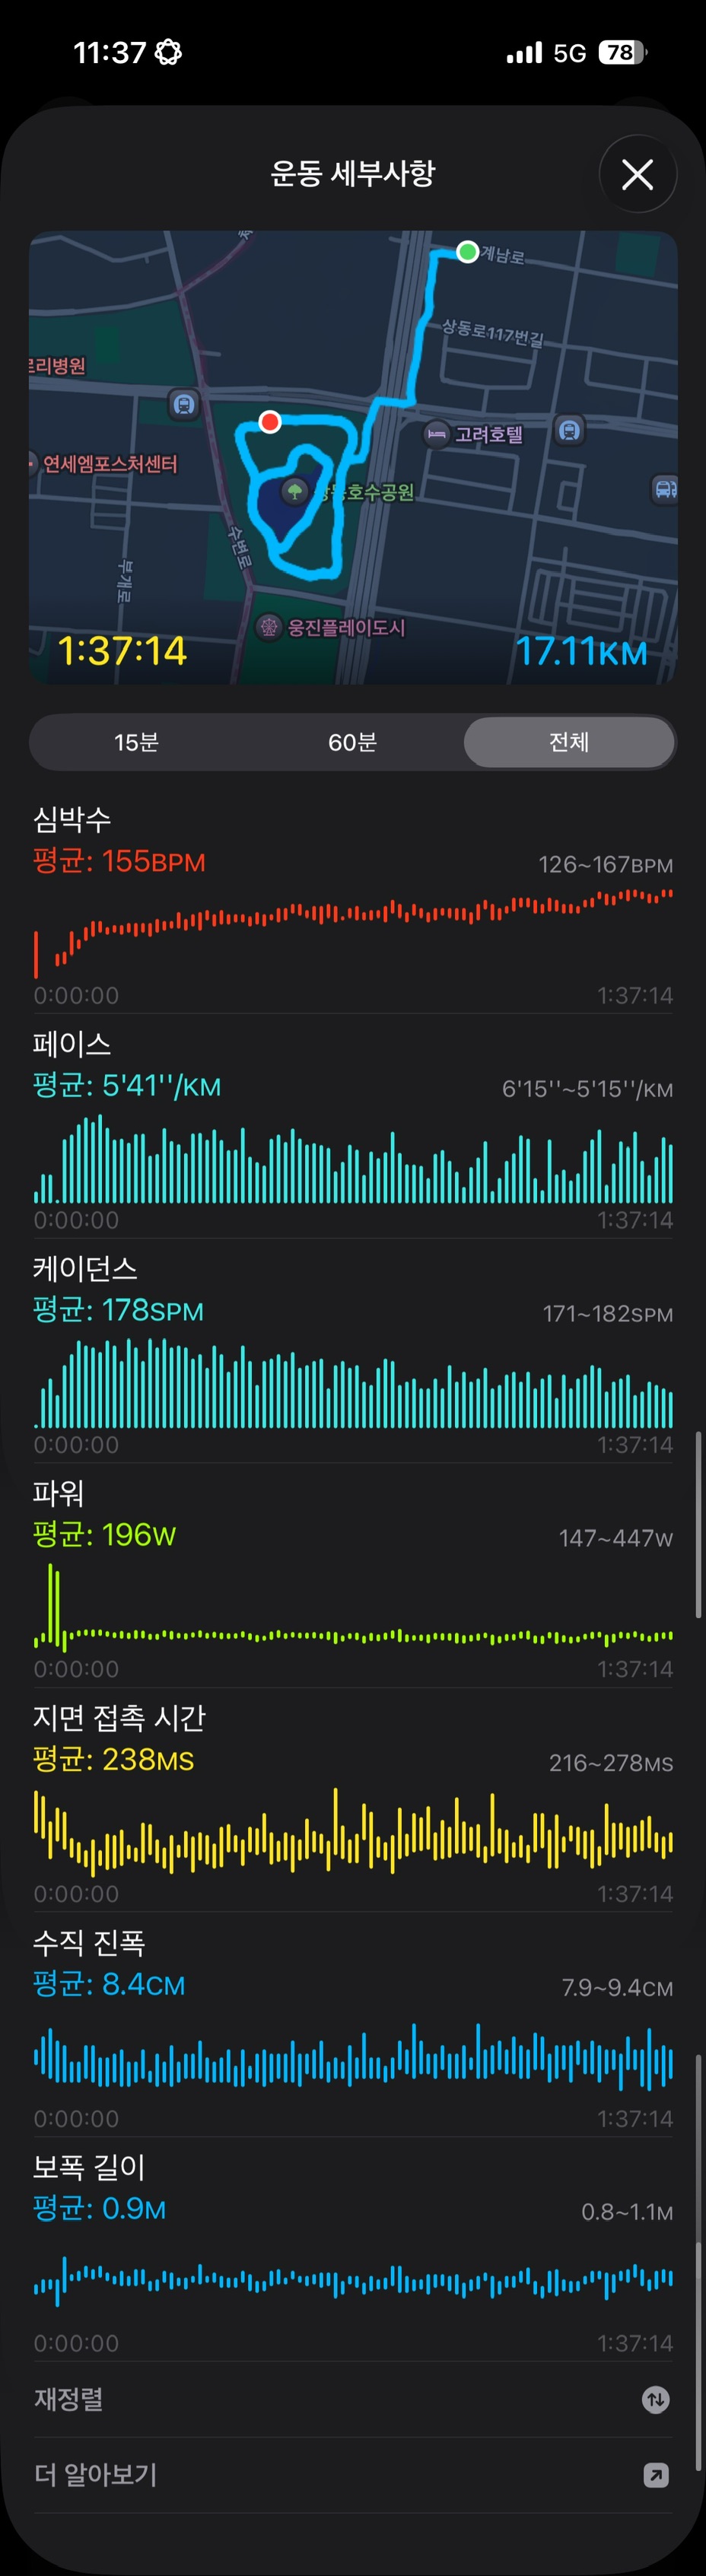 11:37
5G
78
운동 세부사항
계남로
상동로117번길
고려호텔
연세엠포스처센터
상동호수공원
수변로
부개로
웅진플레이도시
1:37:14
17.11KM
15분
60분
전체
심박수
평균: 155BPM
126~167BPM
0:00:00
1:37:14
페이스
평균: 5'41''/KM
6'15''~5'15''/KM
0:00:00
1:37:14
케이던스
평균: 178SPM
171~182SPM
0:00:00
1:37:14
파워
평균: 196W
147~447W
0:00:00
1:37:14
지면 접촉 시간
평균: 238MS
216~278MS
0:00:00
1:37:14
수직 진폭
평균: 8.4CM
7.9~9.4CM
0:00:00
1:37:14
보폭 길이
평균: 0.9M
0.8~1.1M
0:00:00
1:37:14
재정렬
더 알아보기